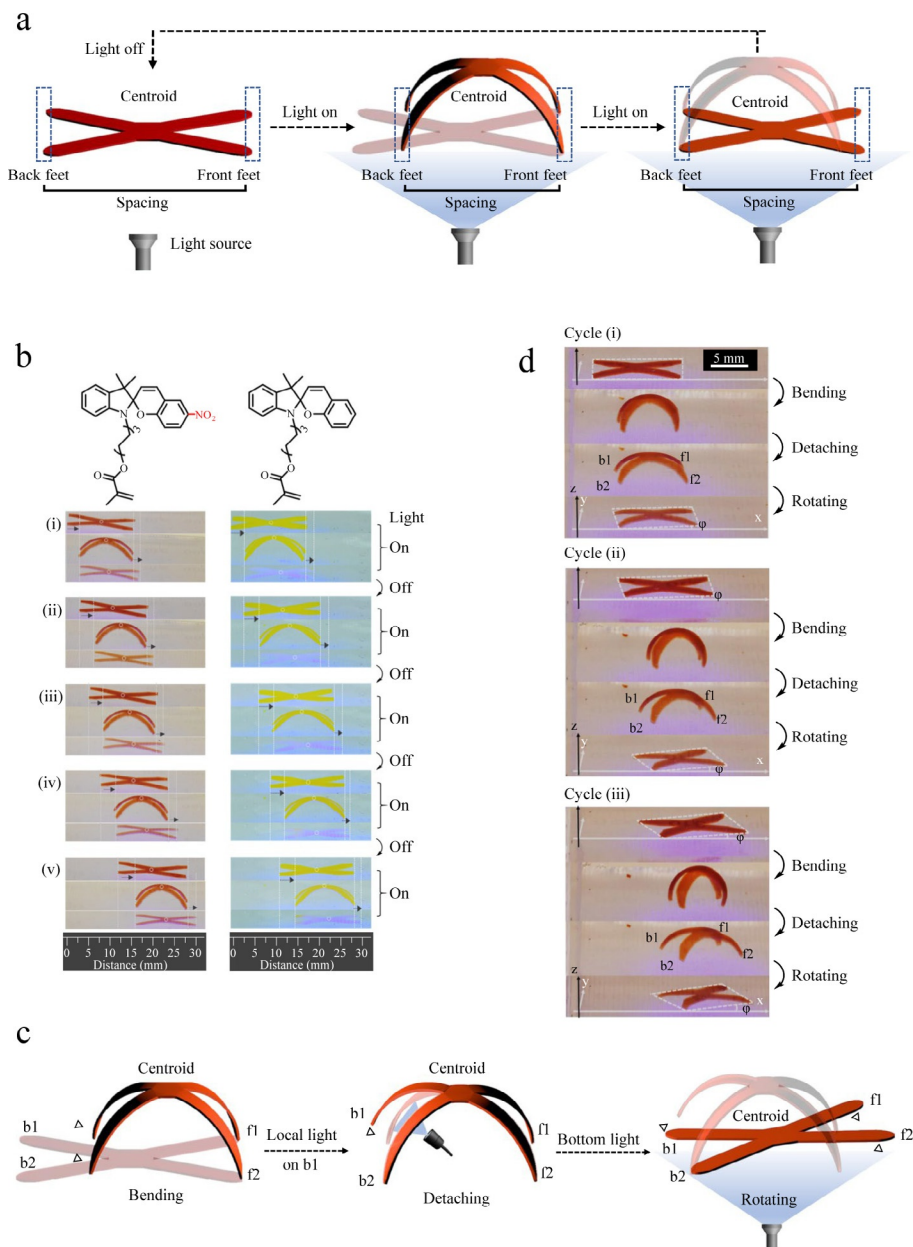 a
Light off
Centroid
Centroid
Centroid
Light on
Light on
Back feet
Front feet
Back feet
Front feet
Back feet
Front feet
Spacing
Spacing
Spacing
Light source
b
NO₂
N
O
3
O
O
N
O
3
O
O
(i)
Light
On
Off
(ii)
On
Off
(iii)
On
Off
(iv)
On
Off
(v)
On
0 5 10 15 20 25 30
Distance (mm)
0 5 10 15 20 25 30
Distance (mm)
d
Cycle (i)
5 mm
Bending
Detaching
b1 f1
b2 f2
Rotating
z
y
x
φ
Cycle (ii)
φ
Bending
Detaching
b1 f1
b2 f2
Rotating
z
y
x
φ
Cycle (iii)
φ
Bending
Detaching
b1 f1
b2 f2
Rotating
z
y
x
φ
c
Centroid
b1
b2
f1
f2
Bending
Local light
on b1
Centroid
b1
b2
f1
f2
Detaching
Bottom light
Centroid
f1
b1
f2
b2
Rotating